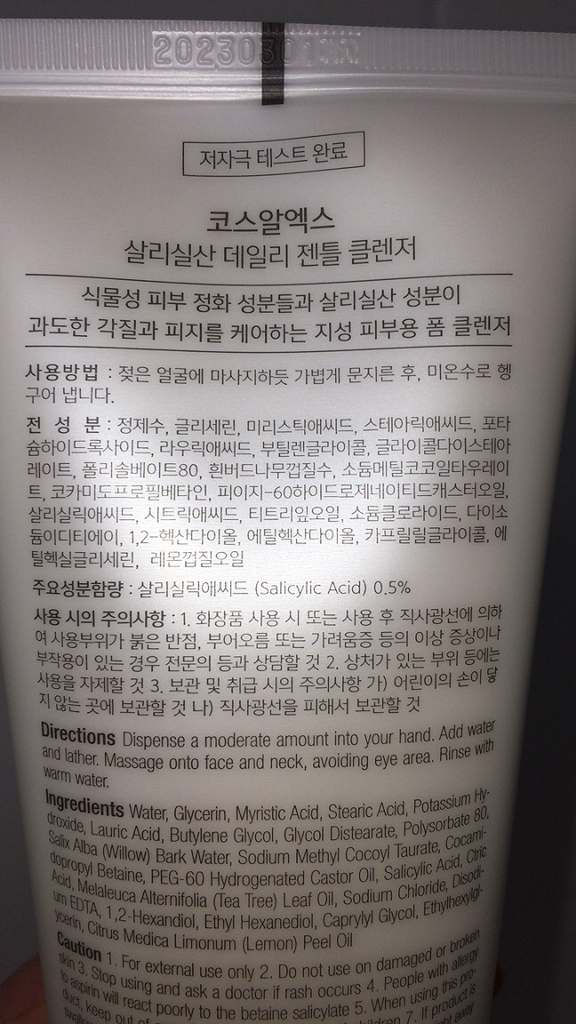 저자극 테스트 완료
코스알엑스
살리실산 데일리 젠틀 클렌저
식물성 피부 정화 성분들과 살리실산 성분이
과도한 각질과 피지를 케어하는 지성 피부용 폼 클렌저
사용방법 : 젖은 얼굴에 마사지하듯 가볍게 문지른 후, 미온수로 헹
구어 냅니다.
전 성 분 : 정제수, 글리세린, 미리스틱애씨드, 스테아릭애씨드, 포타
슘하이드록사이드, 라우릭애씨드, 부틸렌글라이콜, 글라이콜다이스테아
레이트, 폴리솔베이트80, 흰버드나무껍질수, 소듐메틸코코일타우레이
트, 코카미도프로필베타인, 피이지-60하이드로제네이티드캐스터오일,
살리실릭애씨드, 시트릭애씨드, 티트리잎오일, 소듐클로라이드, 다이소
듐이디티에이, 1,2-헥산다이올, 에틸헥산다이올, 카프릴릴글라이콜, 에
틸헥실글리세린, 레몬껍질오일
주요성분함량 : 살리실릭애씨드 (Salicylic Acid) 0.5%
사용 시의 주의사항 : 1. 화장품 사용 시 또는 사용 후 직사광선에 의하
여 사용부위가 붉은 반점, 부어오름 또는 가려움증 등의 이상 증상이나
부작용이 있는 경우 전문의 등과 상담할 것 2. 상처가 있는 부위 등에는
사용을 자제할 것 3. 보관 및 취급 시의 주의사항 가) 어린이의 손이 닿
지 않는 곳에 보관할 것 나) 직사광선을 피해서 보관할 것
Directions Dispense a moderate amount into your hand. Add water
and lather. Massage onto face and neck, avoiding eye area. Rinse with
warm water.
Ingredients Water, Glycerin, Myristic Acid, Stearic Acid, Potassium Hy-
droxide, Lauric Acid, Butylene Glycol, Glycol Distearate, Polysorbate 80,
Salix Alba (Willow) Bark Water, Sodium Methyl Cocoyl Taurate, Cocami-
dopropyl Betaine, PEG-60 Hydrogenated Castor Oil, Salicylic Acid, Citric
Acid, Melaleuca Alternifolia (Tea Tree) Leaf Oil, Sodium Chloride, Disodi-
um EDTA, 1,2-Hexandiol, Ethyl Hexanediol, Caprylyl Glycol, Ethylhexylgl-
ycerin, Citrus Medica Limonum (Lemon) Peel Oil
Caution 1. For external use only 2. Do not use on damaged or broken
skin 3. Stop using and ask a doctor if rash occurs 4. People with allergy
to aspirin will react poorly to the betaine salicylate 5. When using this pro-
duct, keep out of children 7. If product is